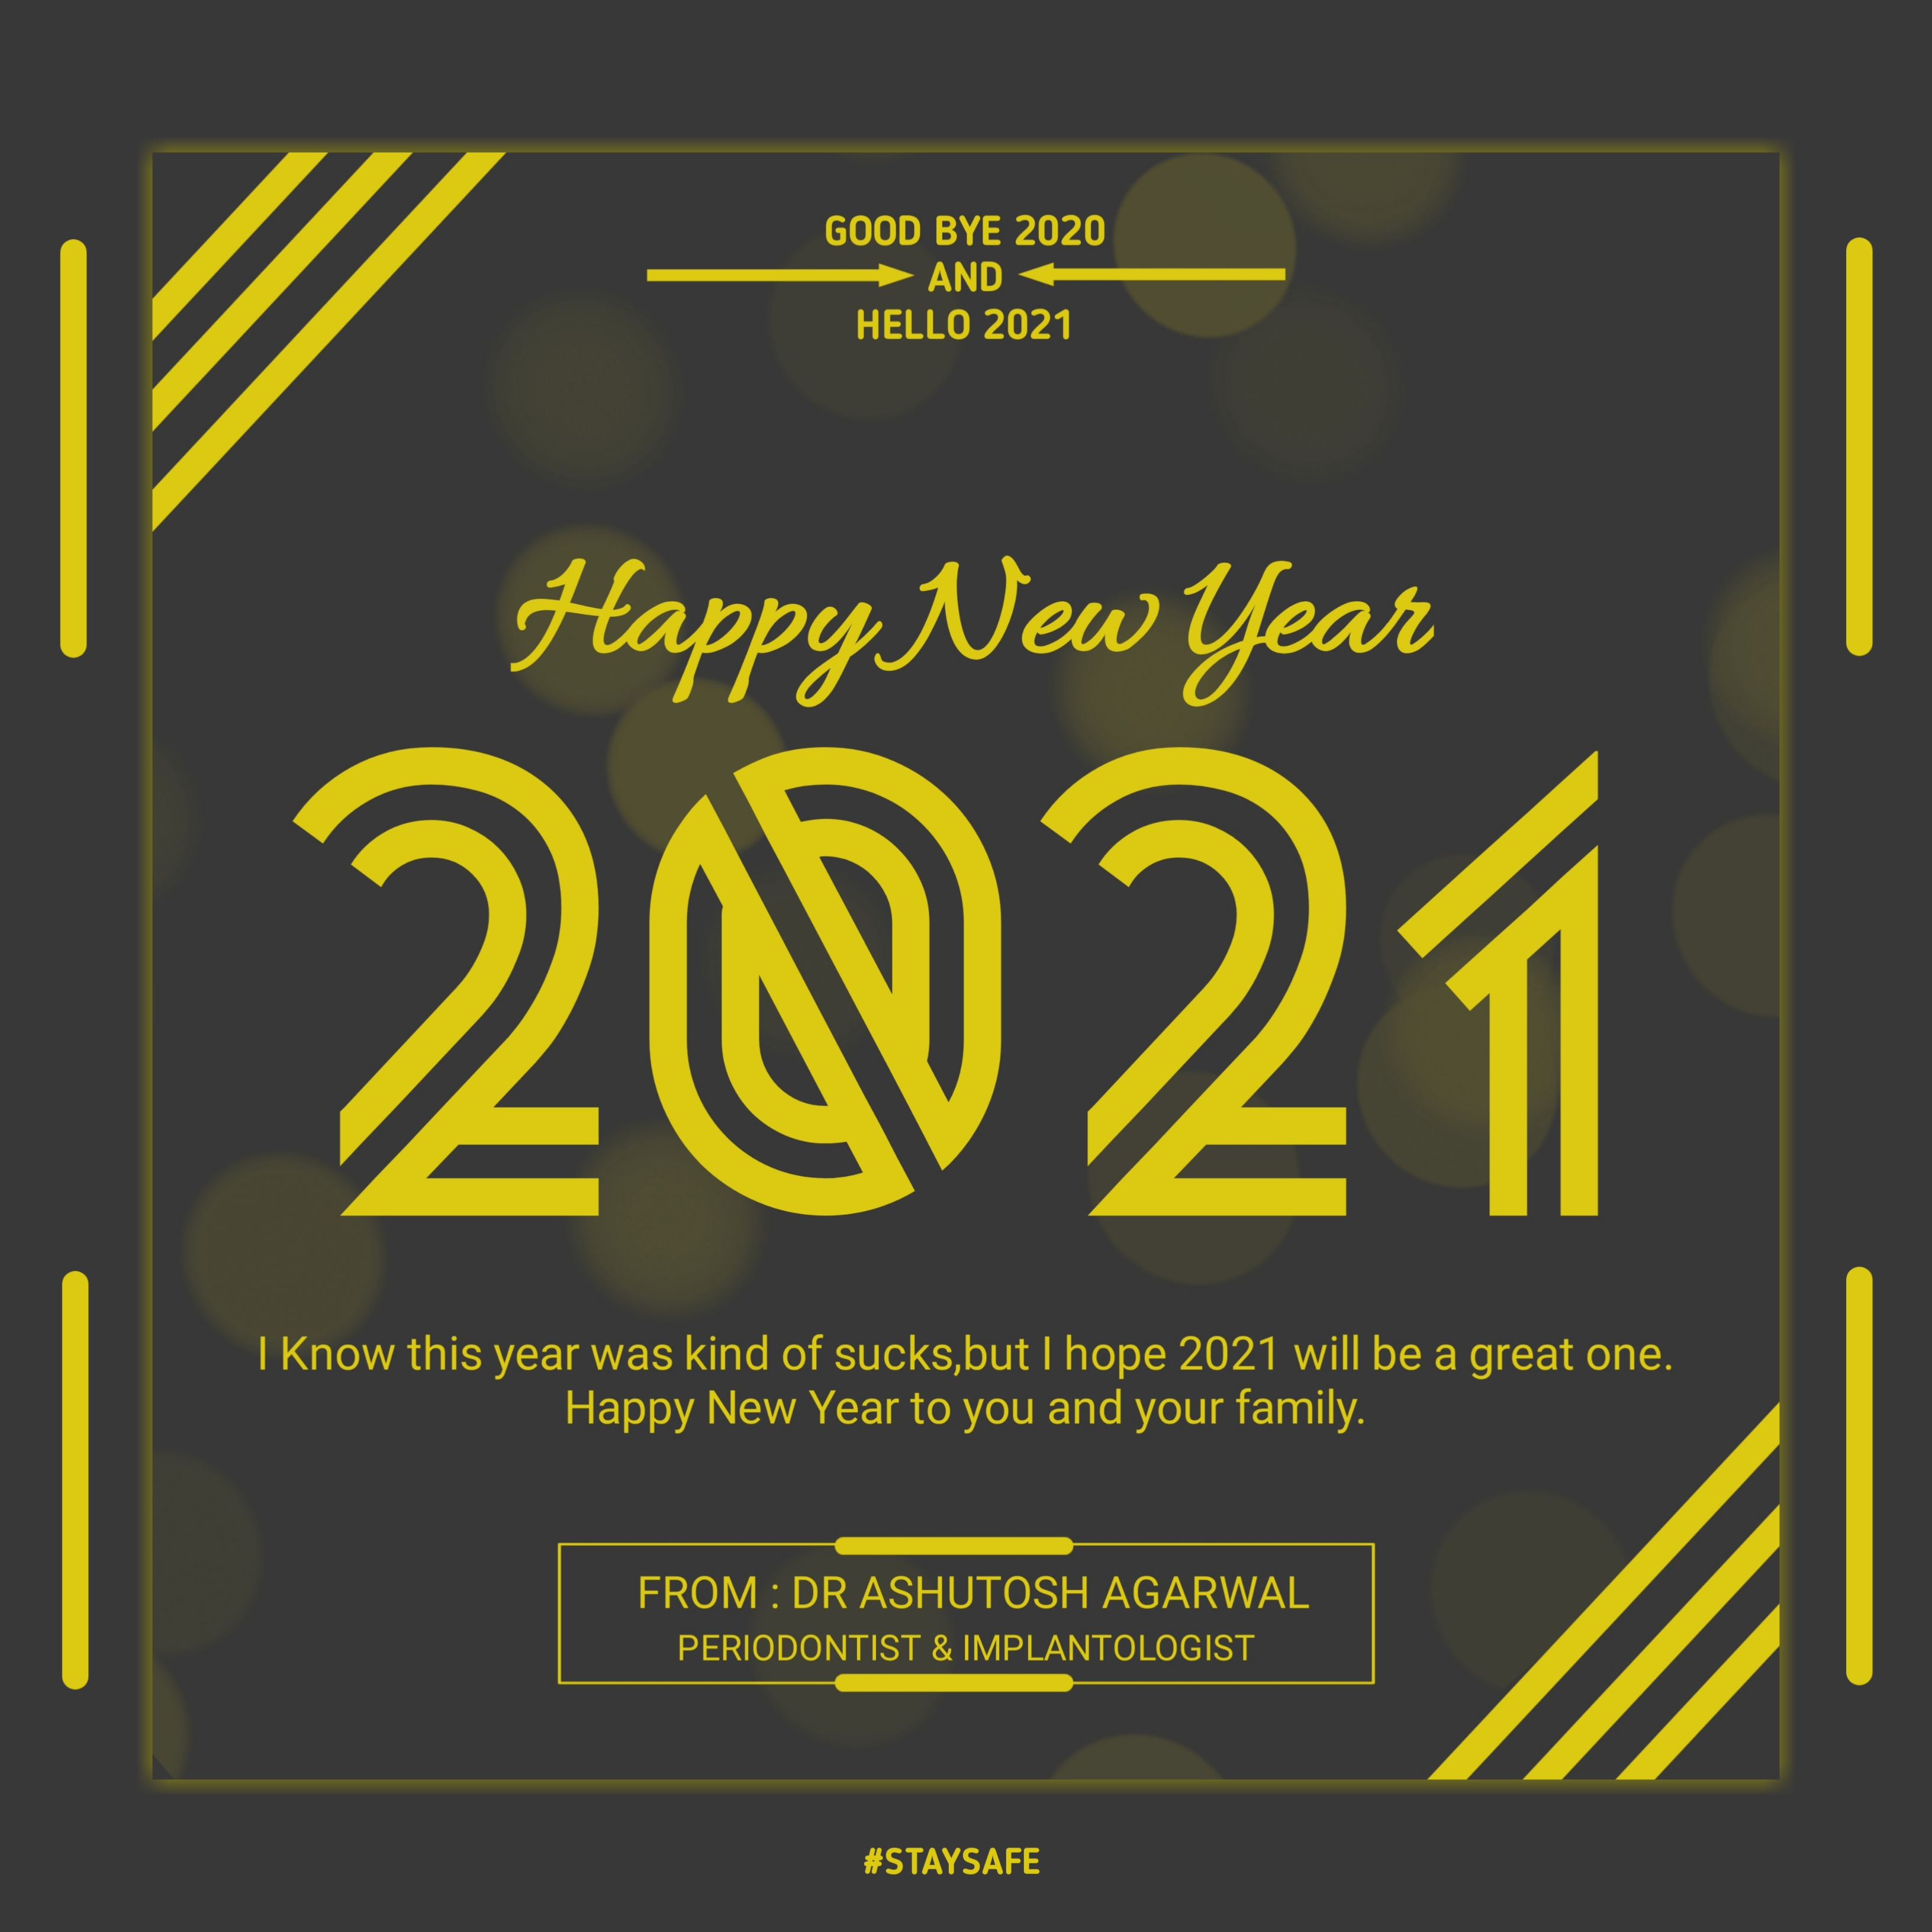 GOOD BYE 2020
AND
HELLO 2021
Happy New Year
2021
I Know this year was kind of sucks,but I hope 2021 will be a great one.
Happy New Year to you and your family.
FROM : DR ASHUTOSH AGARWAL
PERIODONTIST & IMPLANTOLOGIST
#STAYSAFE